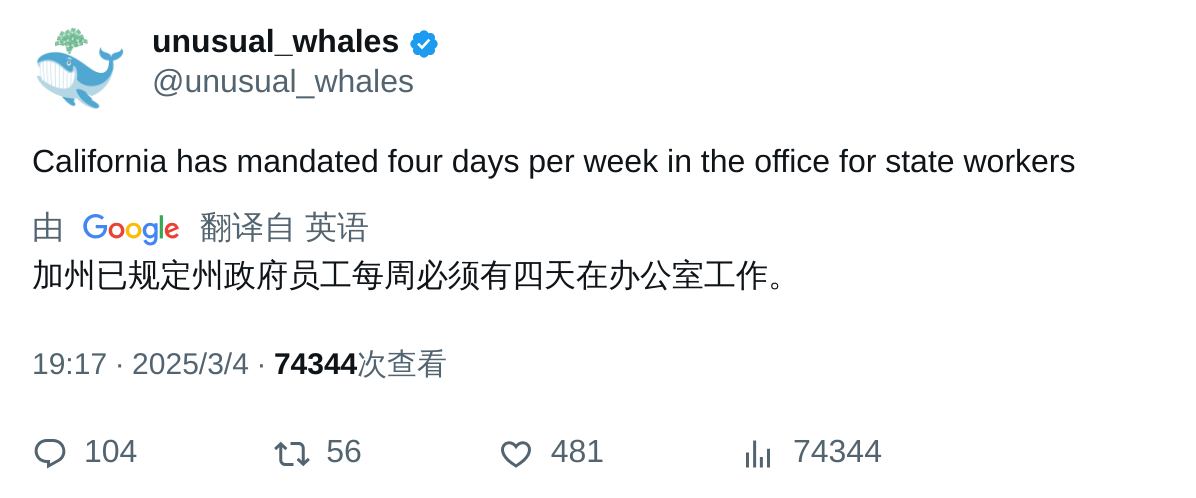 unusual_whales
@unusual_whales
California has mandated four days per week in the office for state workers
由 Google 翻译自 英语
加州已规定州政府员工每周必须有四天在办公室工作。
19:17 · 2025/3/4 · 74344次查看
104 56 481 74344